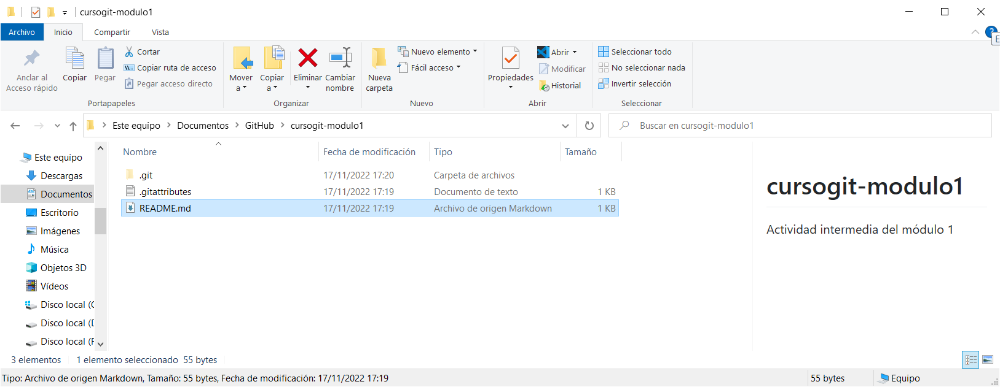 cursogit-modulo1
Archivo Inicio Compartir Vista
Anclar al
Acceso rápido
Copiar
Pegar
Cortar
Copiar ruta de acceso
Pegar acceso directo
Portapapeles
Mover
a
Copiar
a
Eliminar
Cambiar
nombre
Organizar
Nueva
carpeta
Nuevo elemento
Fácil acceso
Nuevo
Propiedades
Abrir
Modificar
Historial
Abrir
Seleccionar todo
No seleccionar nada
Invertir selección
Seleccionar
Este equipo > Documentos > GitHub > cursogit-modulo1
Buscar en cursogit-modulo1
Este equipo
Descargas
Documentos
Escritorio
Imágenes
Música
Objetos 3D
Vídeos
Disco local (C
Disco local (D
Disco local (F
Nombre Fecha de modificación Tipo Tamaño
.git 17/11/2022 17:20 Carpeta de archivos
.gitattributes 17/11/2022 17:19 Documento de texto 1 KB
README.md 17/11/2022 17:19 Archivo de origen Markdown 1 KB
cursogit-modulo1
Actividad intermedia del módulo 1
3 elementos 1 elemento seleccionado 55 bytes
Tipo: Archivo de origen Markdown, Tamaño: 55 bytes, Fecha de modificación: 17/11/2022 17:19 55 bytes Equipo